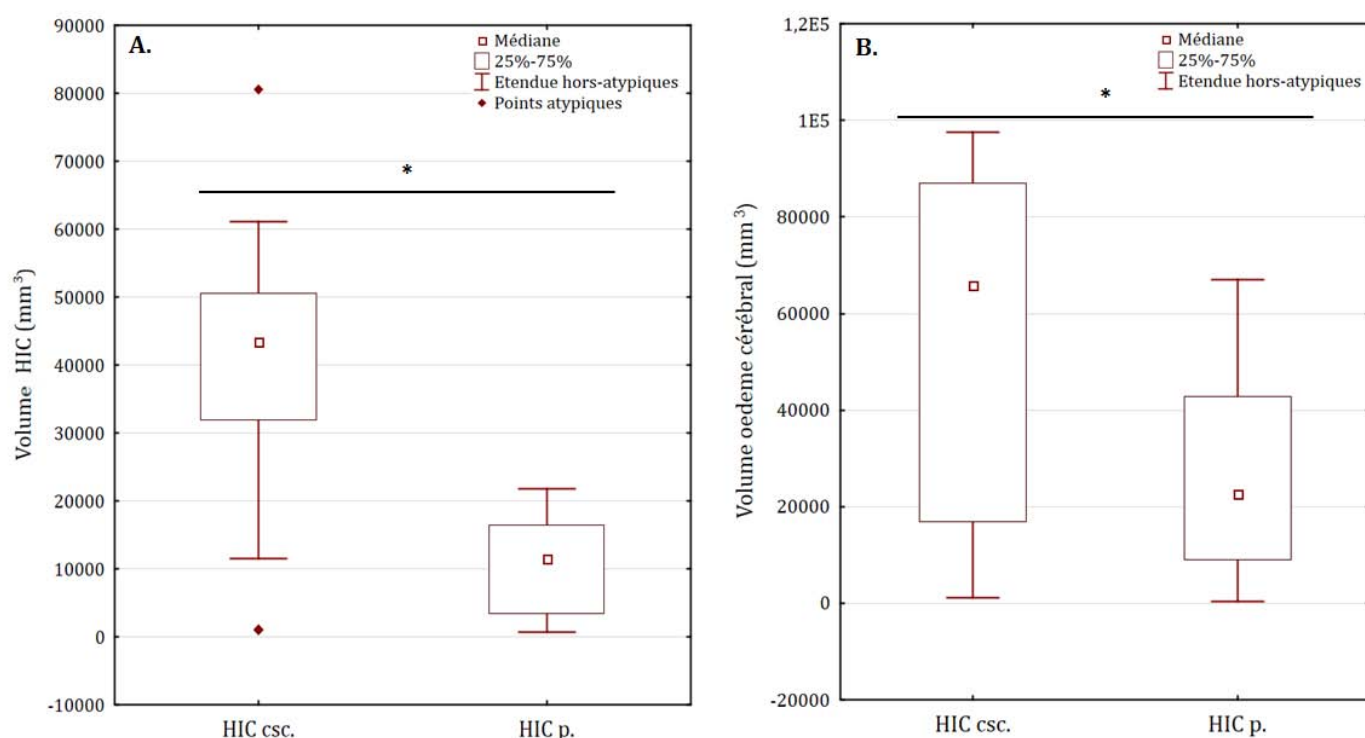 A.
Médiane
25%-75%
Etendue hors-atypiques
Points atypiques
90000
80000
70000
60000
50000
40000
30000
20000
10000
0
-10000
Volume HIC (mm³)
*
HIC csc.
HIC p.
B.
Médiane
25%-75%
Etendue hors-atypiques
1,2E5
1E5
80000
60000
40000
20000
0
-20000
Volume oedeme cérébral (mm³)
*
HIC csc.
HIC p.